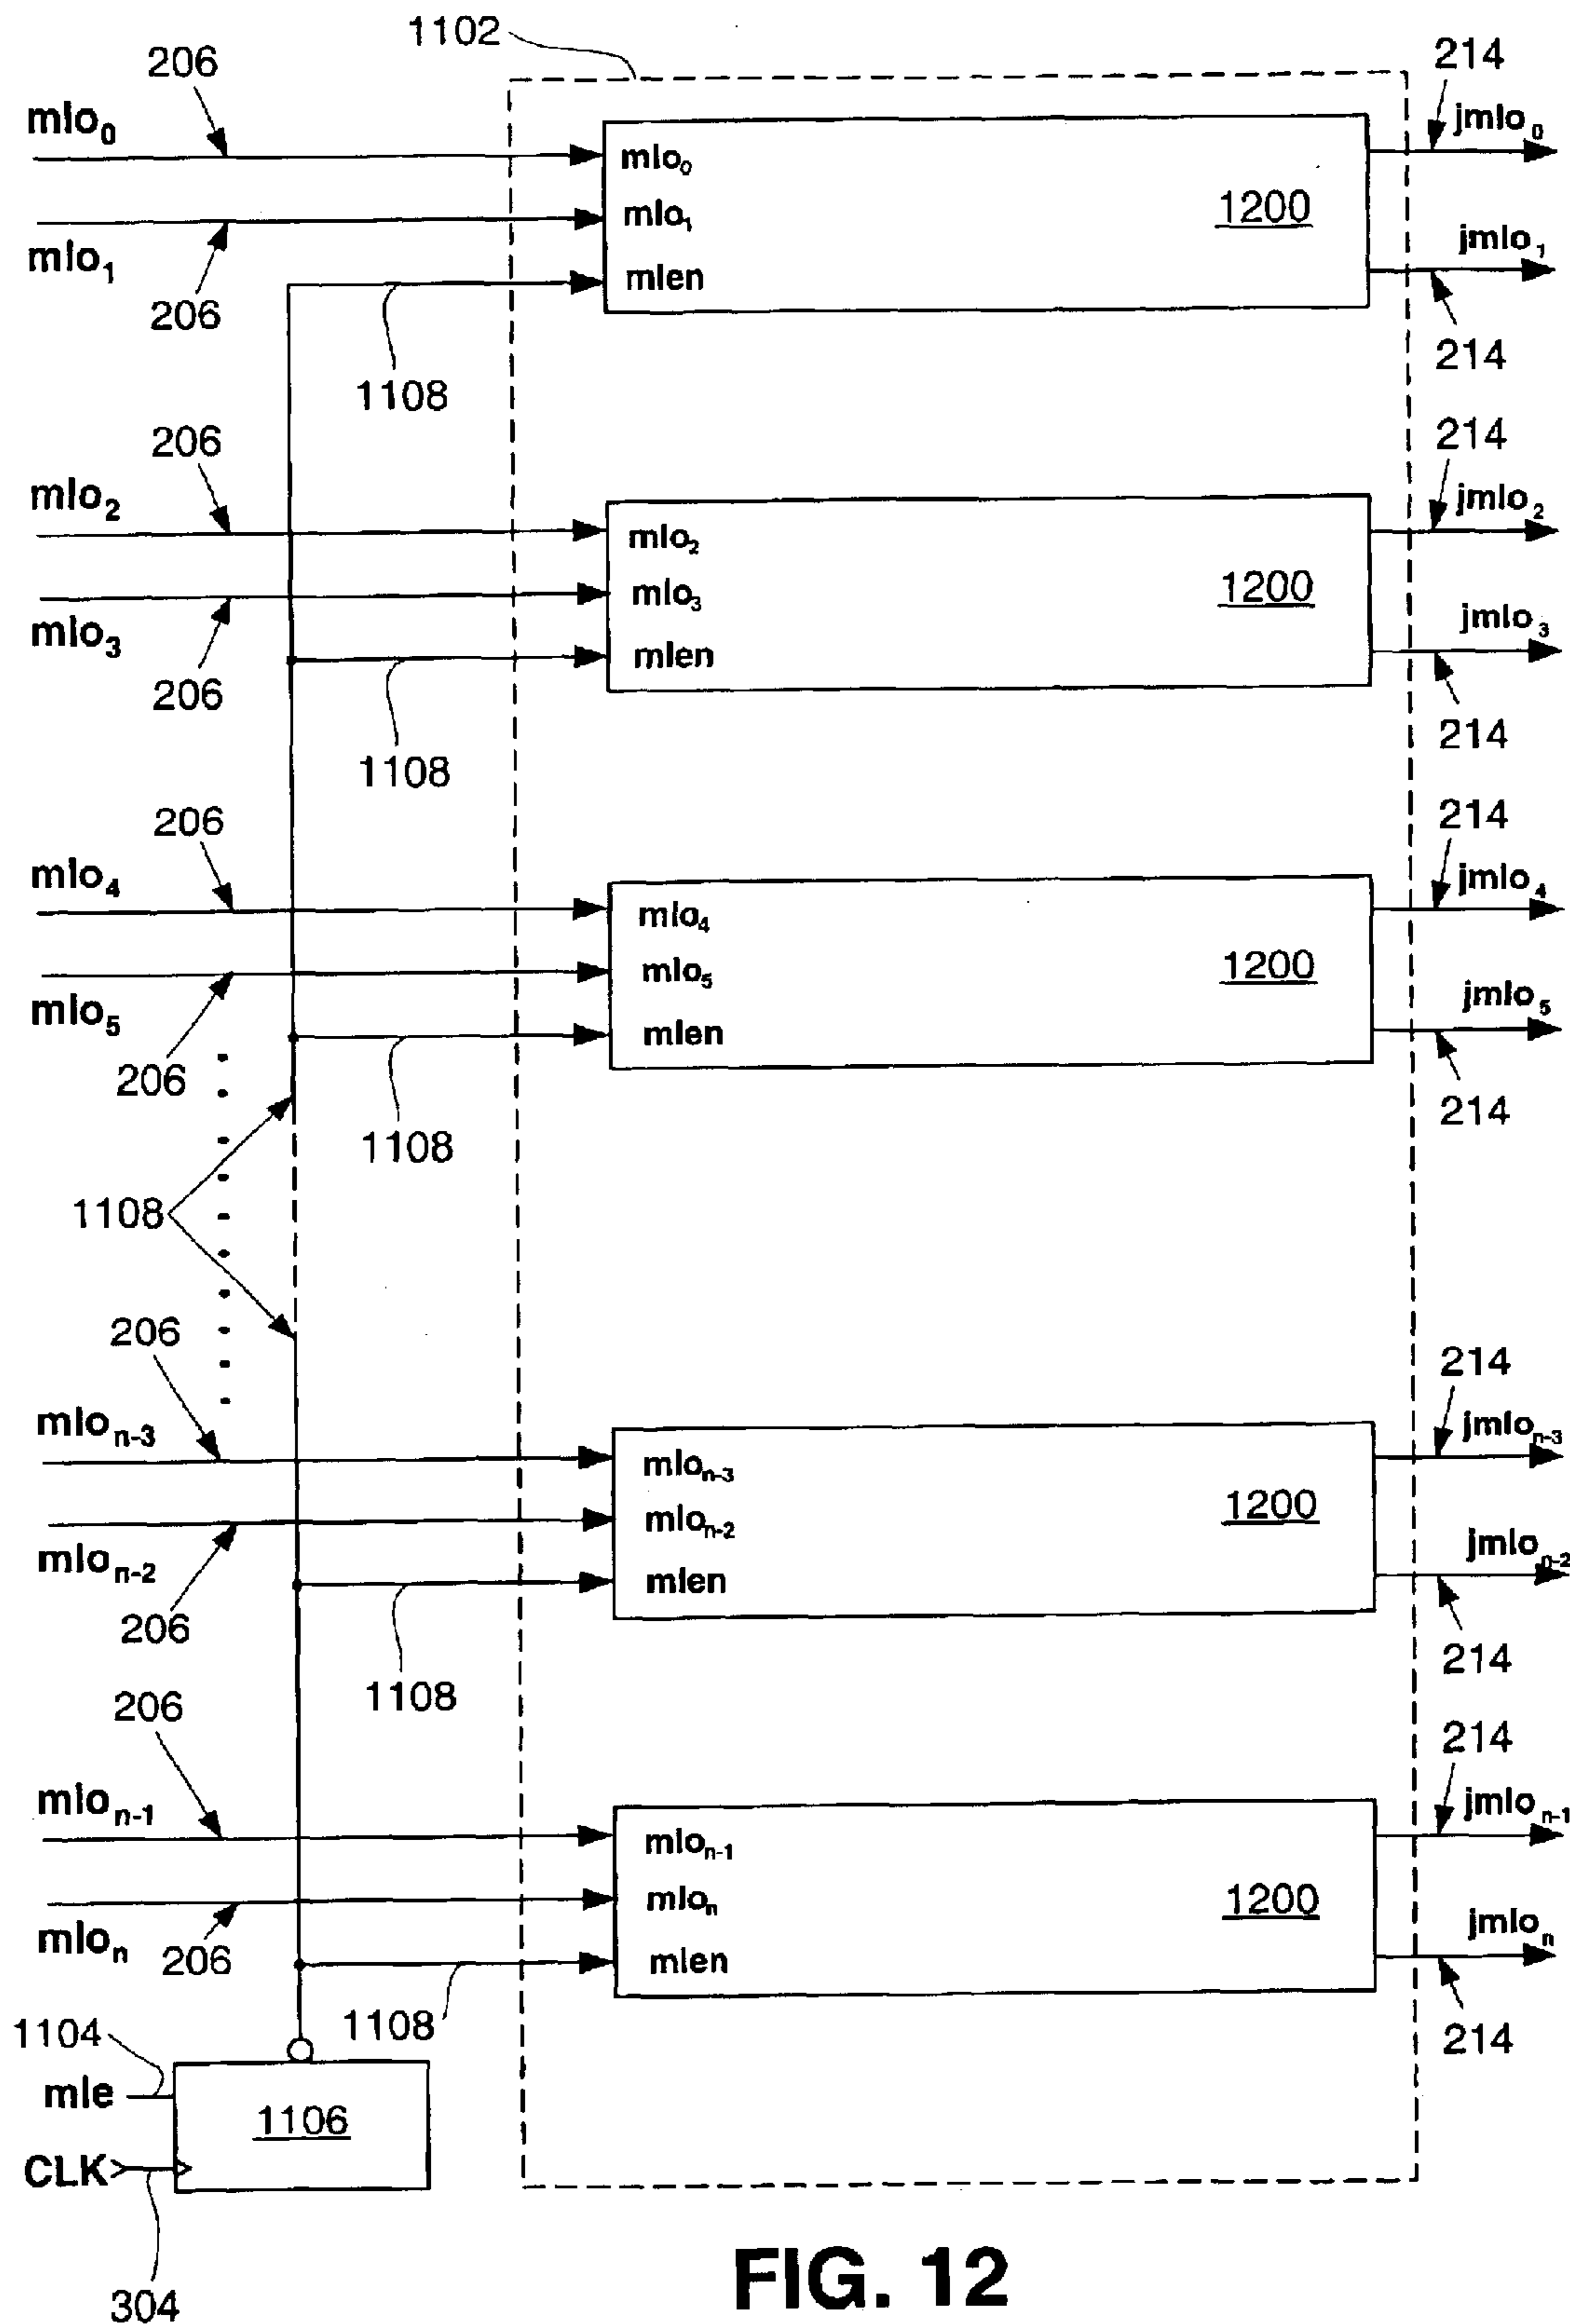 1102
206
214
mlo₀
jmlo₀
mlo₀
mlo₁
1200
mlo₁
jmlo₁
mlen
206
214
1108
206
214
mlo₂
jmlo₂
mlo₂
mlo₃
1200
mlo₃
jmlo₃
mlen
206
214
1108
206
214
mlo₄
jmlo₄
mlo₄
mlo₅
1200
mlo₅
jmlo₅
mlen
206
214
1108
1108
206
214
mloₙ₋₃
jmloₙ₋₃
mloₙ₋₃
mloₙ₋₂
1200
mloₙ₋₂
jmloₙ₋₂
mlen
206
214
1108
206
214
mloₙ₋₁
jmloₙ₋₁
mloₙ₋₁
mloₙ
1200
mloₙ
jmloₙ
206
mlen
1108
214
1104
mle
1106
CLK
304
FIG. 12